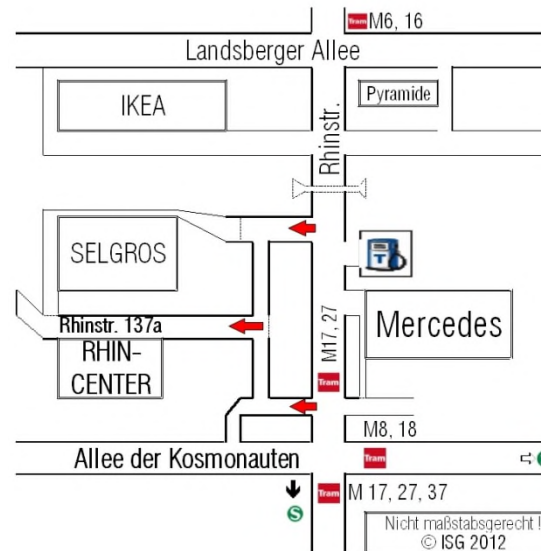 Tram M6, 16
Landsberger Allee
IKEA
Pyramide
Rhinstr.
SELGROS
T
Rhinstr. 137a
M17, 27
Mercedes
RHIN-
CENTER
Tram
M8, 18
Allee der Kosmonauten
Tram
S
S
Tram M 17, 27, 37
Nicht maßstabsgerecht !
© ISG 2012